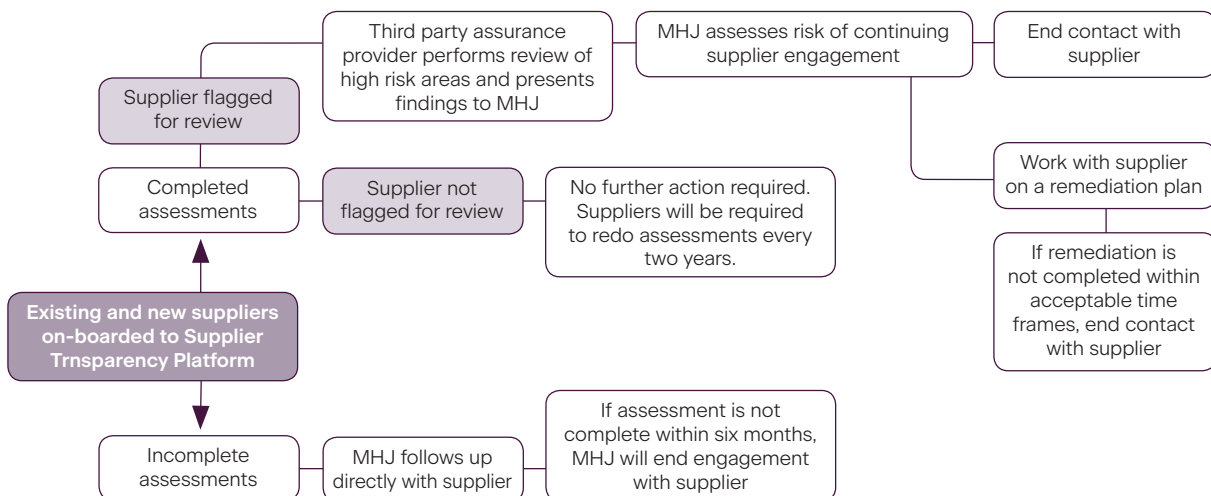 Third party assurance
provider performs review of
high risk areas and presents
findings to MHJ
MHJ assesses risk of continuing
supplier engagement
End contact with
supplier
Supplier flagged
for review
Work with supplier
on a remediation plan
Completed
assessments
Supplier not
flagged for review
No further action required.
Suppliers will be required
to redo assessments every
two years.
If remediation is
not completed within
acceptable time
frames, end contact
with supplier
Existing and new suppliers
on-boarded to Supplier
Trnsparency Platform
Incomplete
assessments
MHJ follows up
directly with supplier
If assessment is not
complete within six months,
MHJ will end engagement
with supplier